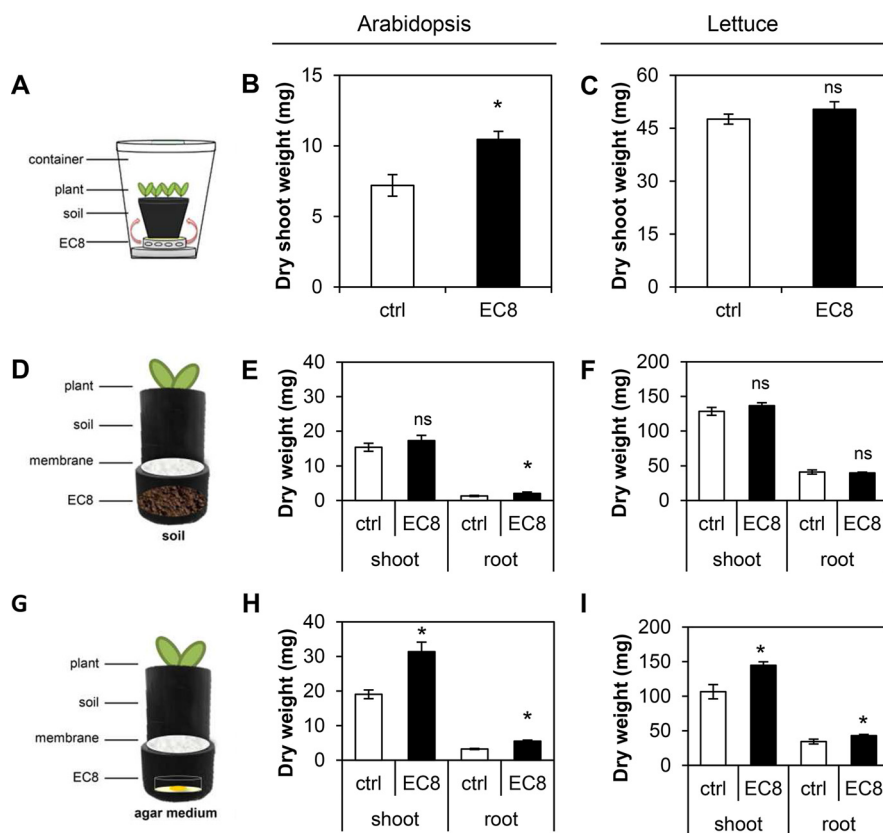 Arabidopsis
Lettuce
A
container
plant
soil
EC8
B
Dry shoot weight (mg)
15
10
5
0
*
ctrl
EC8
C
Dry shoot weight (mg)
60
45
30
15
0
ns
ctrl
EC8
D
plant
soil
membrane
EC8
soil
E
Dry weight (mg)
40
30
20
10
0
ns
*
ctrl
EC8
ctrl
EC8
shoot
root
F
Dry weight (mg)
200
150
100
50
0
ns
ns
ctrl
EC8
ctrl
EC8
shoot
root
G
plant
soil
membrane
EC8
agar medium
H
Dry weight (mg)
40
30
20
10
0
*
*
ctrl
EC8
ctrl
EC8
shoot
root
I
Dry weight (mg)
200
150
100
50
0
*
*
ctrl
EC8
ctrl
EC8
shoot
root